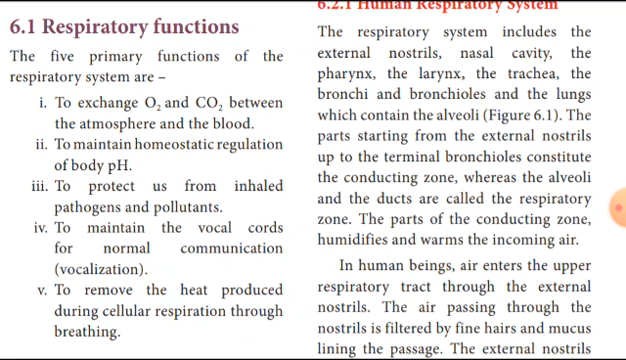 6.1 Respiratory functions
The five primary functions of the
respiratory system are –
i. To exchange O₂ and CO₂ between
the atmosphere and the blood.
ii. To maintain homeostatic regulation
of body pH.
iii. To protect us from inhaled
pathogens and pollutants.
iv. To maintain the vocal cords
for normal communication
(vocalization).
v. To remove the heat produced
during cellular respiration through
breathing.
6.2.1 Human Respiratory System
The respiratory system includes the
external nostrils, nasal cavity, the
pharynx, the larynx, the trachea, the
bronchi and bronchioles and the lungs
which contain the alveoli (Figure 6.1). The
parts starting from the external nostrils
up to the terminal bronchioles constitute
the conducting zone, whereas the alveoli
and the ducts are called the respiratory
zone. The parts of the conducting zone,
humidifies and warms the incoming air.
In human beings, air enters the upper
respiratory tract through the external
nostrils. The air passing through the
nostrils is filtered by fine hairs and mucus
lining the passage. The external nostrils